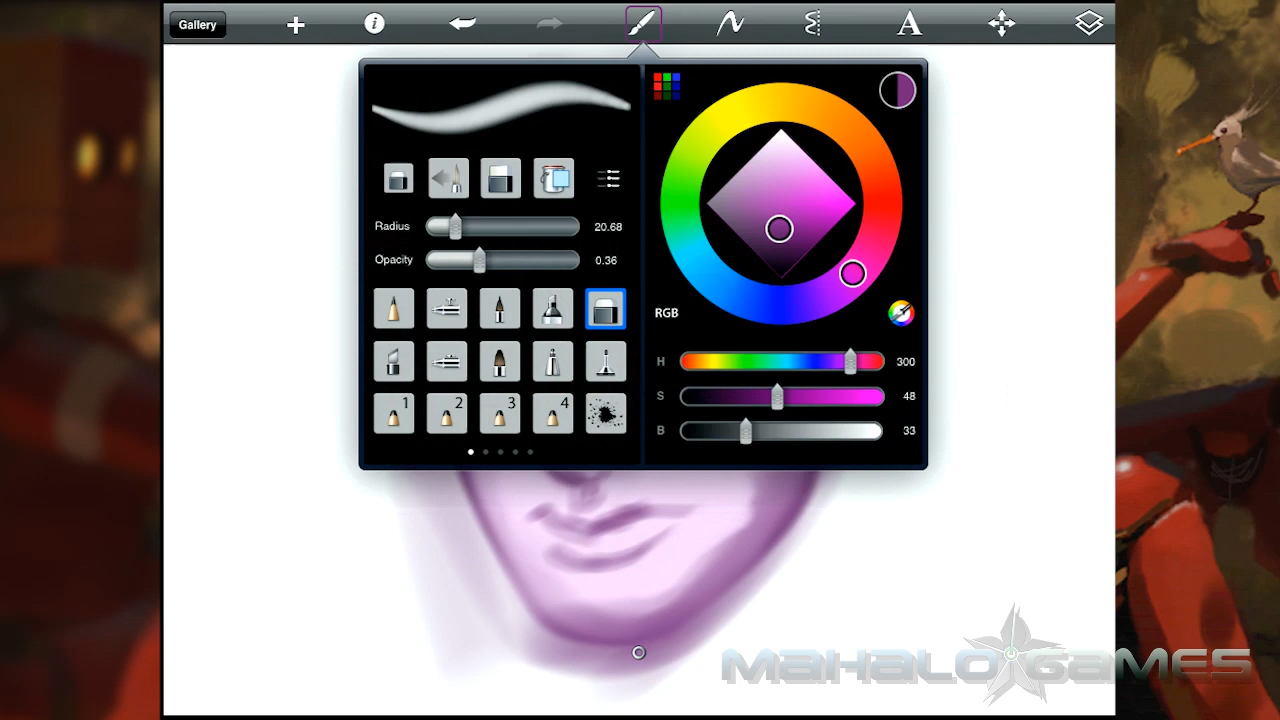 Gallery
i
A
Radius 20.68
Opacity 0.36
1 2 3 4
RGB
H 300
S 48
B 33
MAHALO GAMES